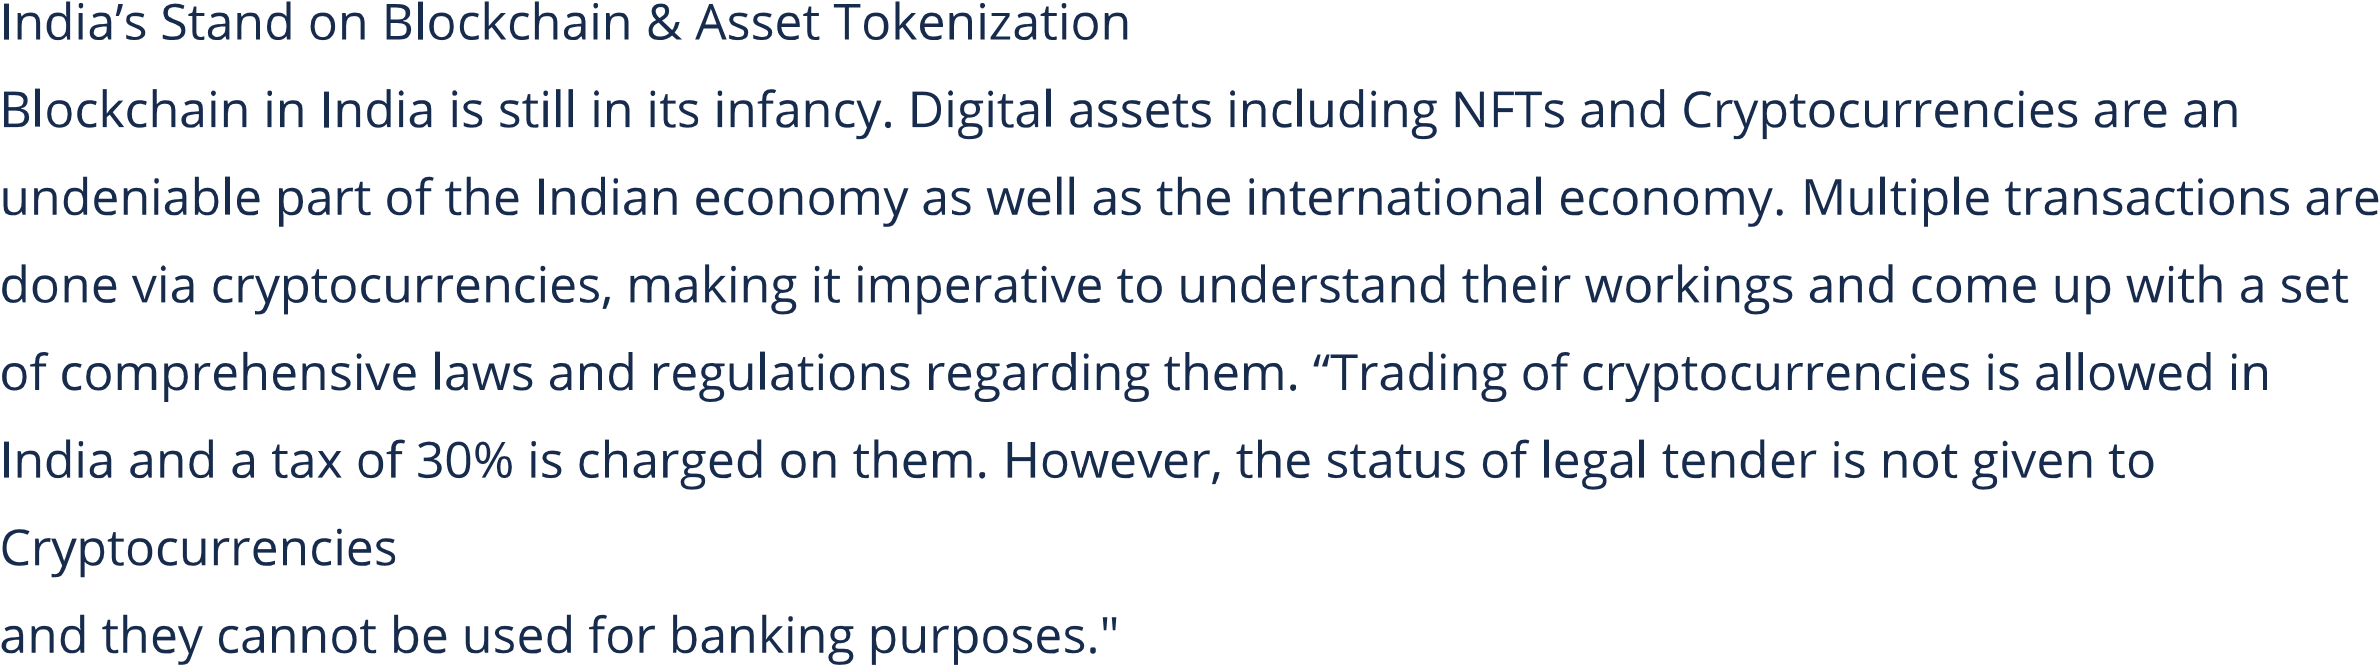 India’s Stand on Blockchain & Asset Tokenization
Blockchain in India is still in its infancy. Digital assets including NFTs and Cryptocurrencies are an
undeniable part of the Indian economy as well as the international economy. Multiple transactions are
done via cryptocurrencies, making it imperative to understand their workings and come up with a set
of comprehensive laws and regulations regarding them. “Trading of cryptocurrencies is allowed in
India and a tax of 30% is charged on them. However, the status of legal tender is not given to
Cryptocurrencies
and they cannot be used for banking purposes."